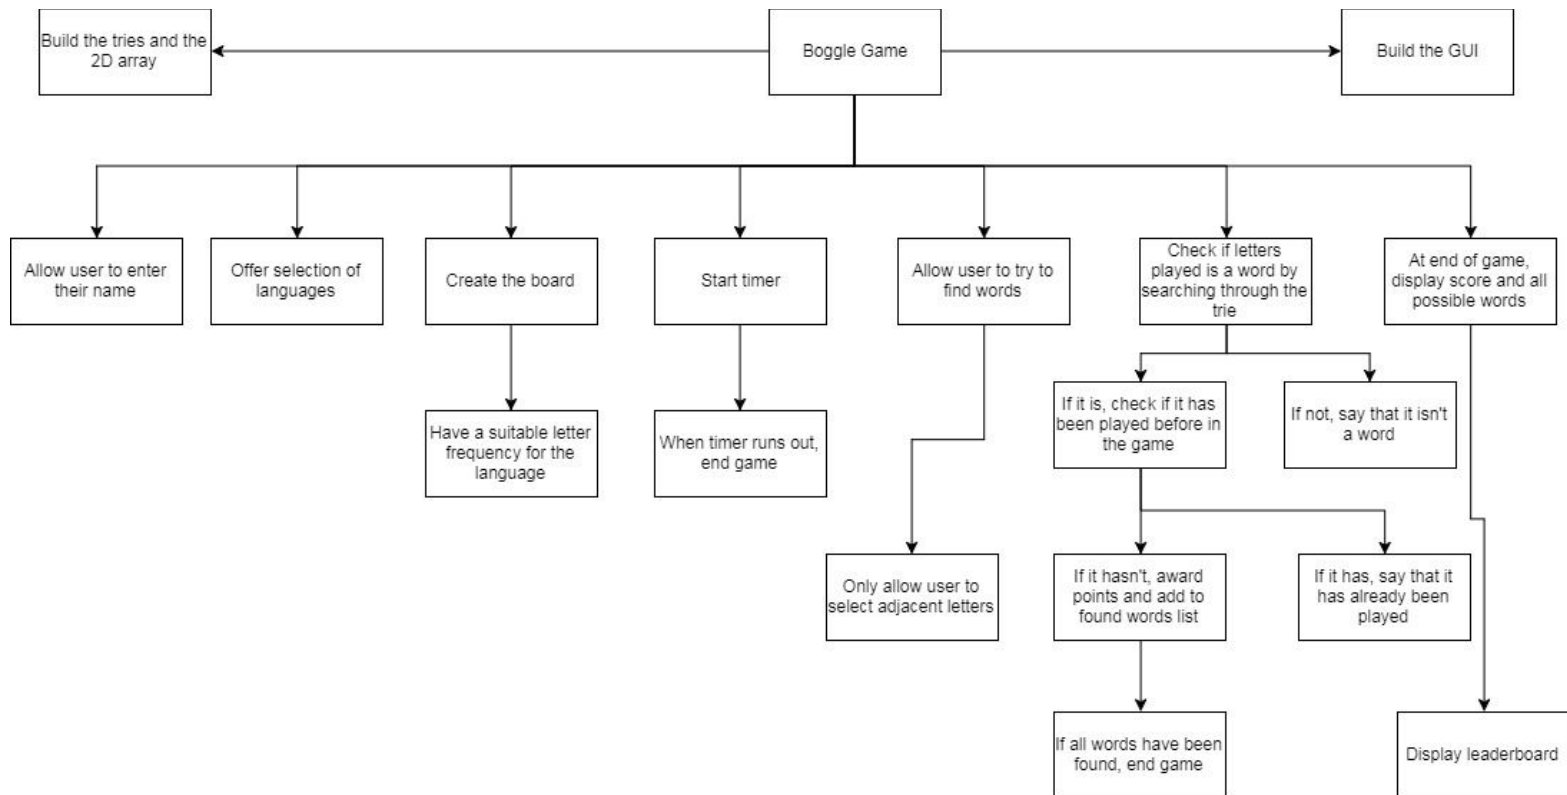 Build the tries and the
2D array
Boggle Game
Build the GUI
Allow user to enter
their name
Offer selection of
languages
Create the board
Start timer
Allow user to try to
find words
Check if letters
played is a word by
searching through the
trie
At end of game,
display score and all
possible words
Have a suitable letter
frequency for the
language
When timer runs out,
end game
If it is, check if it has
been played before in
the game
If not, say that it isn't
a word
Only allow user to
select adjacent letters
If it hasn't, award
points and add to
found words list
If it has, say that it
has already been
played
If all words have been
found, end game
Display leaderboard